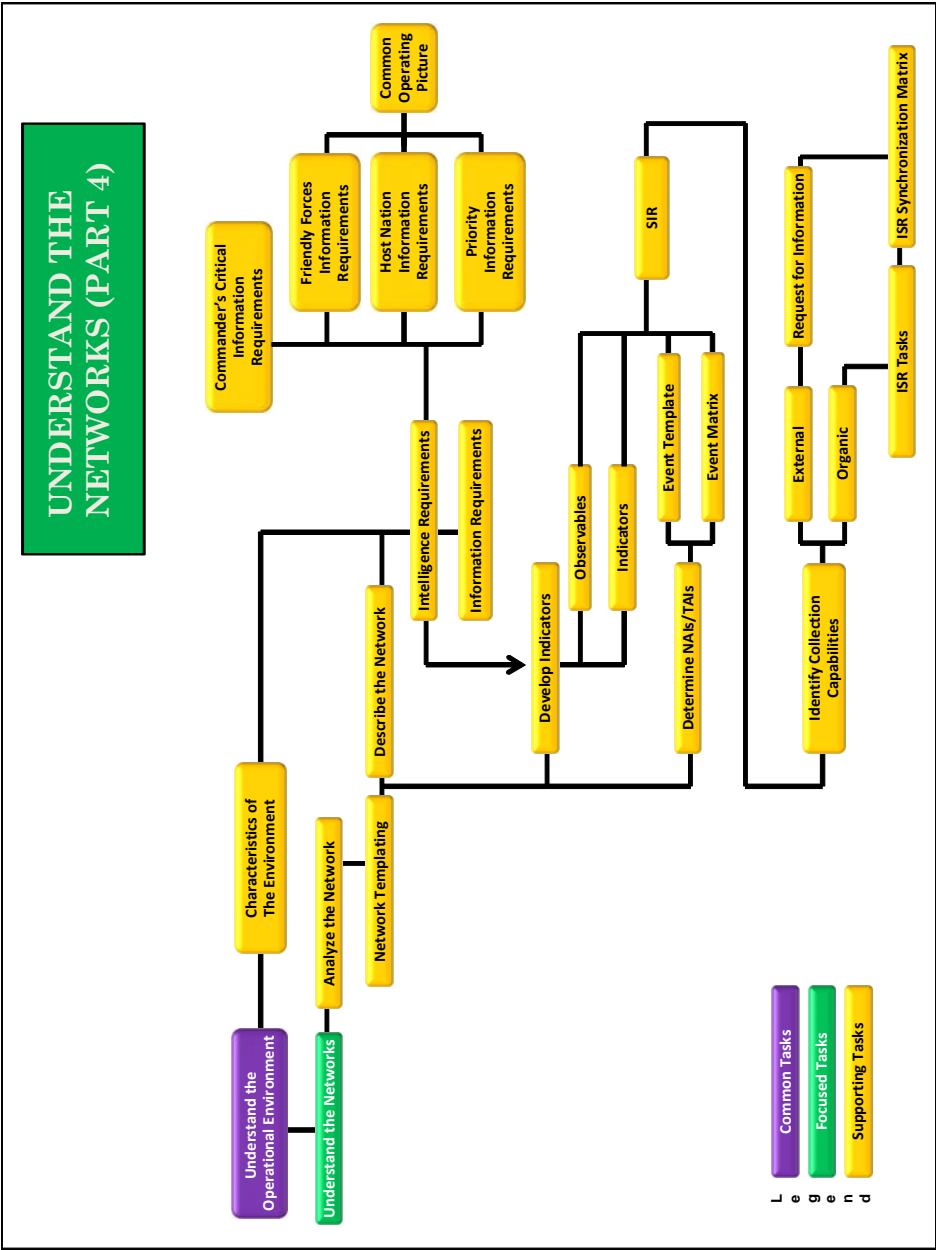 UNDERSTAND THE
NETWORKS (PART 4)
Understand the
Operational Environment
Understand the Networks
Characteristics of
The Environment
Analyze the Network
Network Templating
Describe the Network
Commander's Critical
Information
Requirements
Friendly Forces
Information
Requirements
Host Nation
Information
Requirements
Priority
Information
Requirements
Common
Operating
Picture
Intelligence Requirements
Information Requirements
Develop Indicators
Observables
Indicators
Determine NAIs/TAIs
Event Template
Event Matrix
SIR
Identify Collection
Capabilities
External
Organic
Request for Information
ISR Tasks
ISR Synchronization Matrix
L
e
g
e
n
d
Common Tasks
Focused Tasks
Supporting Tasks